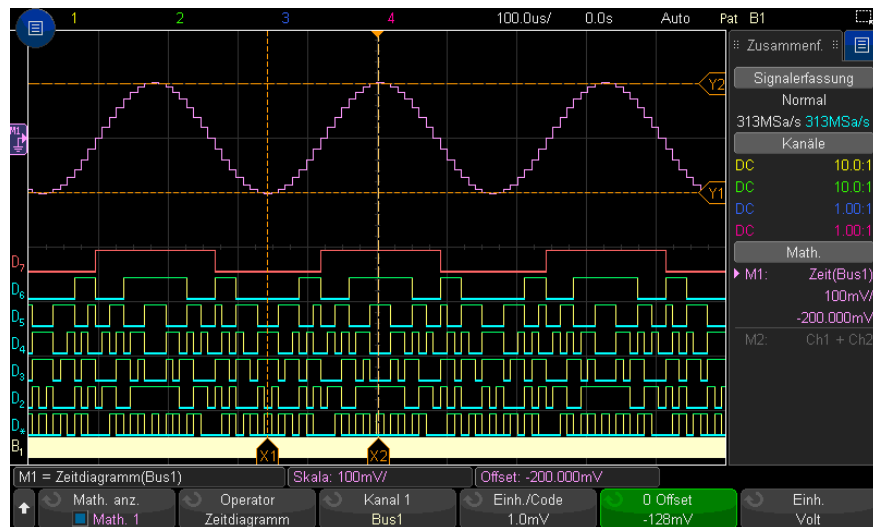 1 2 3 4 100.0us/ 0.0s Auto Pat B1
Zusammenf.
Signalerfassung
Normal
313MSa/s 313MSa/s
Kanäle
DC 10.0:1
DC 10.0:1
DC 1.00:1
DC 1.00:1
Math.
M1: Zeit(Bus1)
100mV/
-200.000mV
M2: Ch1 + Ch2
Y2
M1
Y1
D7
D6
D5
D4
D3
D2
D*
B1
X1 X2
M1 = Zeitdiagramm(Bus1) Skala: 100mV/ Offset: -200.000mV
Math. anz. Operator Kanal 1 Einh./Code 0 Offset Einh.
Math. 1 Zeitdiagramm Bus1 1.0mV -128mV Volt